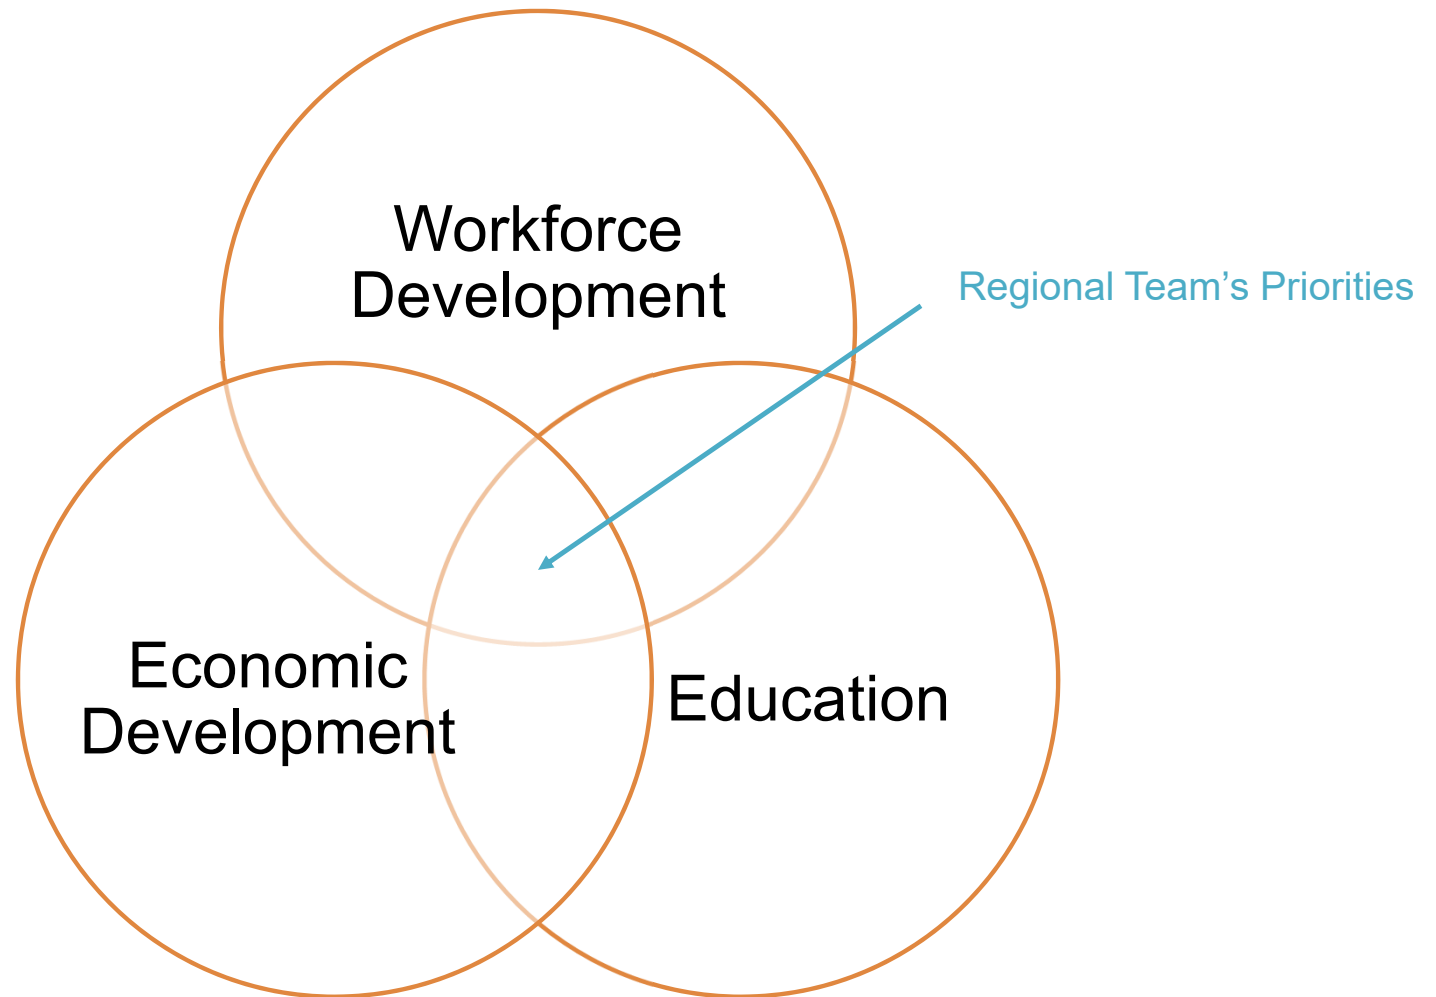 Workforce
Development
Regional Team’s Priorities
Economic
Development
Education